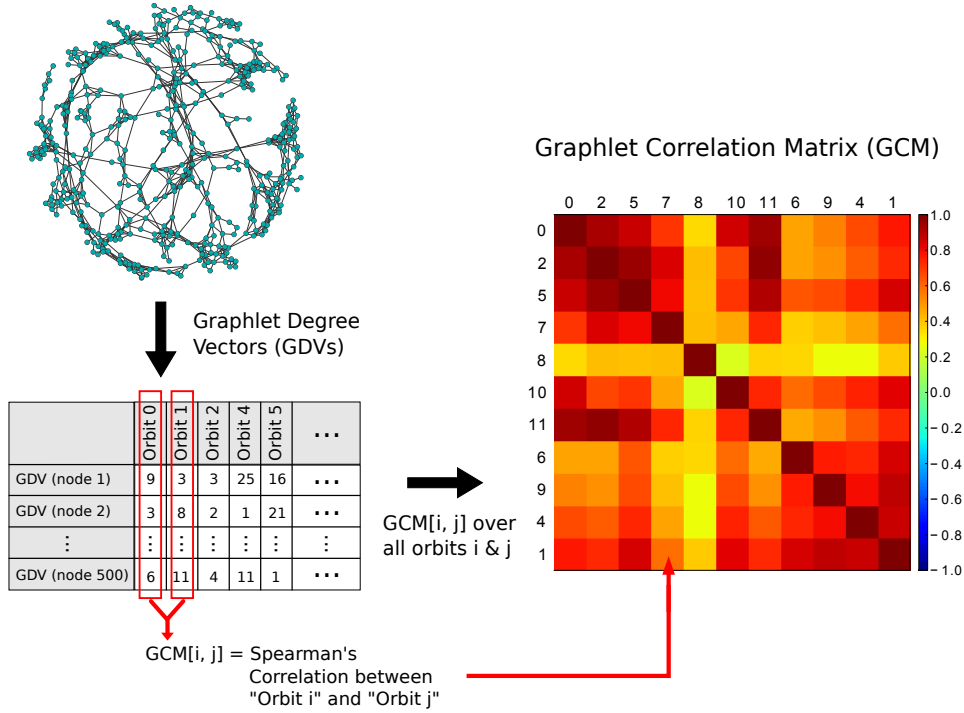 Graphlet Correlation Matrix (GCM)
0 2 5 7 8 10 11 6 9 4 1
0
2
5
7
8
10
11
6
9
4
1
1.0
0.8
0.6
0.4
0.2
0.0
−0.2
−0.4
−0.6
−0.8
−1.0
Graphlet Degree
Vectors (GDVs)
Orbit 0 Orbit 1 Orbit 2 Orbit 4 Orbit 5 ...
GDV (node 1) 9 3 3 25 16 ...
GDV (node 2) 3 8 2 1 21 ...
⋮ ⋮ ⋮ ⋮ ⋮ ⋮ ...
GDV (node 500) 6 11 4 11 1 ...
GCM[i, j] over
all orbits i & j
GCM[i, j] = Spearman's
Correlation between
"Orbit i" and "Orbit j"